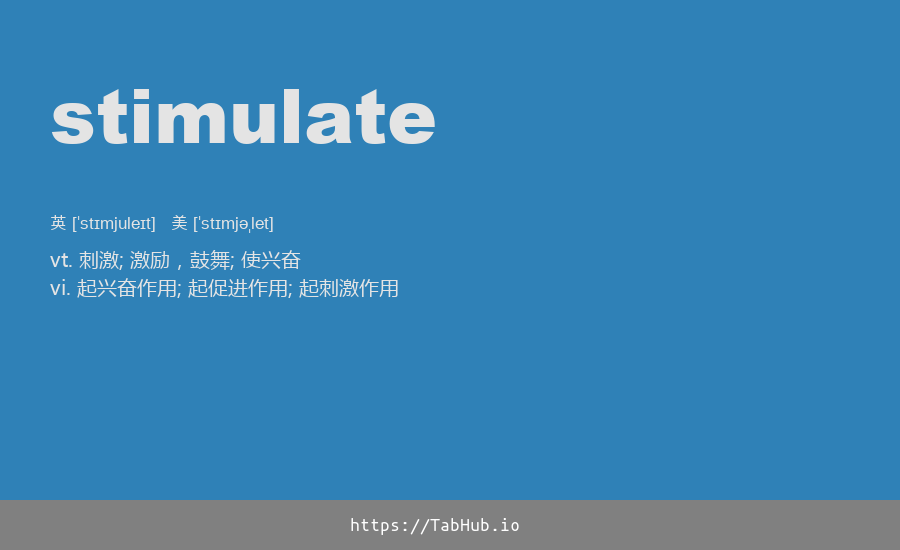 stimulate
英 [ˈstɪmjuleɪt]   美 [ˈstɪmjəˌlet]
vt. 刺激; 激励，鼓舞; 使兴奋
vi. 起兴奋作用; 起促进作用; 起刺激作用
https://TabHub.io